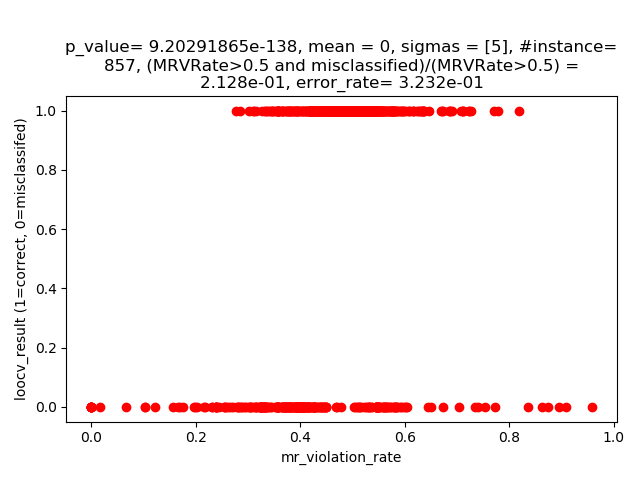 p_value= 9.20291865e-138, mean = 0, sigmas = [5], #instance=
857, (MRVRate>0.5 and misclassified)/(MRVRate>0.5) =
2.128e-01, error_rate= 3.232e-01
loocv_result (1=correct, 0=misclassifed)
1.0
0.8
0.6
0.4
0.2
0.0
0.0 0.2 0.4 0.6 0.8 1.0
mr_violation_rate